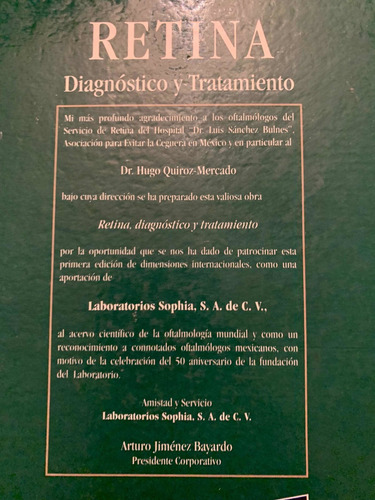 RETINA
Diagnóstico y Tratamiento
Mi más profundo agradecimiento a los oftalmólogos del
Servicio de Retina del Hospital "Dr. Luis Sánchez Bulnes",
Asociación para Evitar la Ceguera en México y en particular al
Dr. Hugo Quiroz-Mercado
bajo cuya dirección se ha preparado esta valiosa obra
Retina, diagnóstico y tratamiento
por la oportunidad que se nos ha dado de patrocinar esta
primera edición de dimensiones internacionales, como una
aportación de
Laboratorios Sophia, S. A. de C. V.,
al acervo científico de la oftalmología mundial y como un
reconocimiento a connotados oftalmólogos mexicanos, con
motivo de la celebración del 50 aniversario de la fundación
del Laboratorio.
Amistad y Servicio
Laboratorios Sophia, S. A. de C. V.
Arturo Jiménez Bayardo
Presidente Corporativo